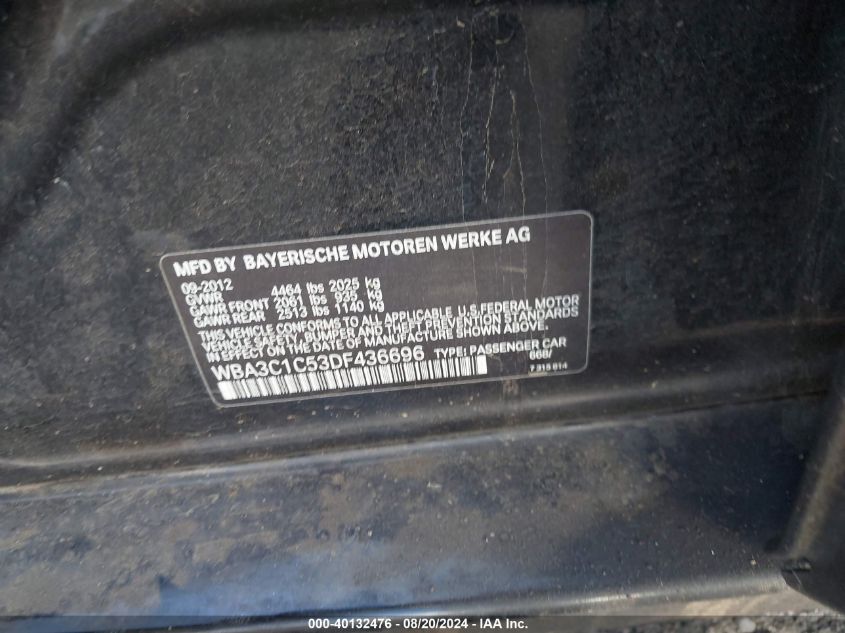 MFD BY BAYERISCHE MOTOREN WERKE AG
09-2012
GVWR 4464 lbs 2025 kg
GAWR FRONT 2061 lbs 935 kg
GAWR REAR 2513 lbs 1140 kg
THIS VEHICLE CONFORMS TO ALL APPLICABLE U.S.FEDERAL MOTOR
VEHICLE SAFETY, BUMPER AND THEFT PREVENTION STANDARDS
IN EFFECT ON THE DATE OF MANUFACTURE SHOWN ABOVE.
WBA3C1C53DF436696 TYPE: PASSENGER CAR
668/
7 315 814
000-40132476 - 08/20/2024 - IAA Inc.